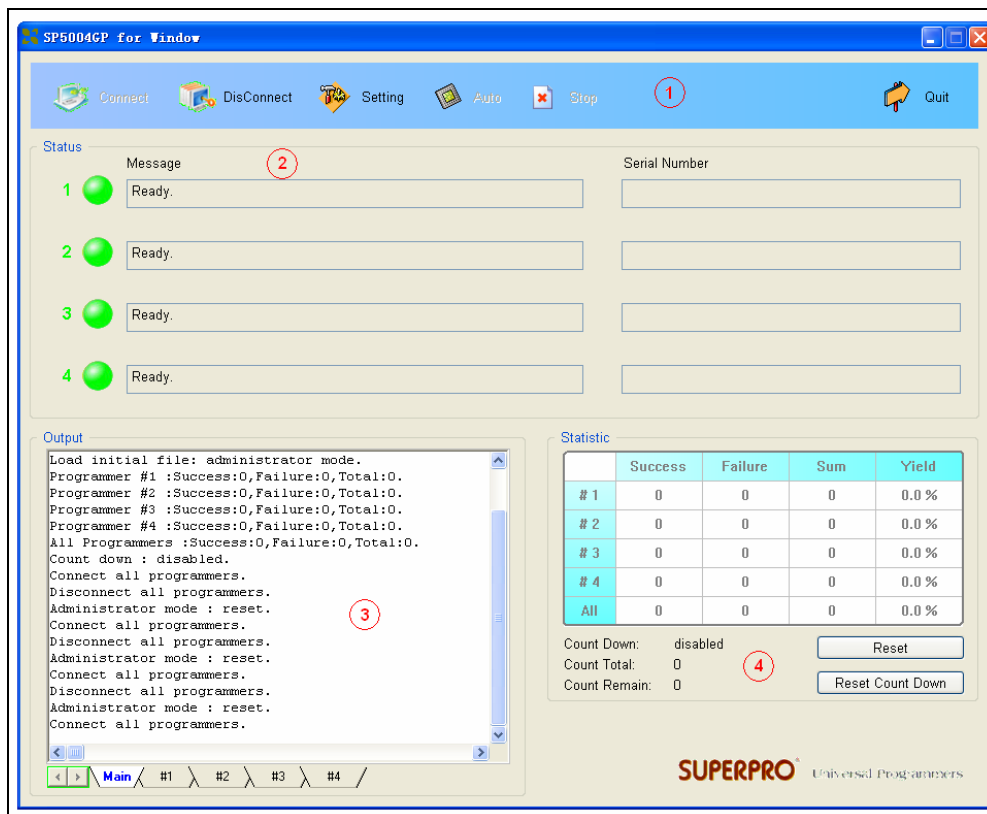 SP5004GP for Window
Connect DisConnect Setting Auto Stop 1 Quit
Status
Message 2 Serial Number
1 Ready.
2 Ready.
3 Ready.
4 Ready.
Output
Load initial file: administrator mode.
Programmer #1 :Success:0,Failure:0,Total:0.
Programmer #2 :Success:0,Failure:0,Total:0.
Programmer #3 :Success:0,Failure:0,Total:0.
Programmer #4 :Success:0,Failure:0,Total:0.
All Programmers :Success:0,Failure:0,Total:0.
Count down : disabled.
Connect all programmers.
Disconnect all programmers.
Administrator mode : reset.
Connect all programmers.
Disconnect all programmers.
Administrator mode : reset.
Connect all programmers.
Disconnect all programmers.
Administrator mode : reset.
Connect all programmers.
3
Main #1 #2 #3 #4
Statistic
Success Failure Sum Yield
# 1 0 0 0 0.0 %
# 2 0 0 0 0.0 %
# 3 0 0 0 0.0 %
# 4 0 0 0 0.0 %
All 0 0 0 0.0 %
Count Down: disabled
Count Total: 0
Count Remain: 0
4
Reset
Reset Count Down
SUPERPRO® Universal Programmers